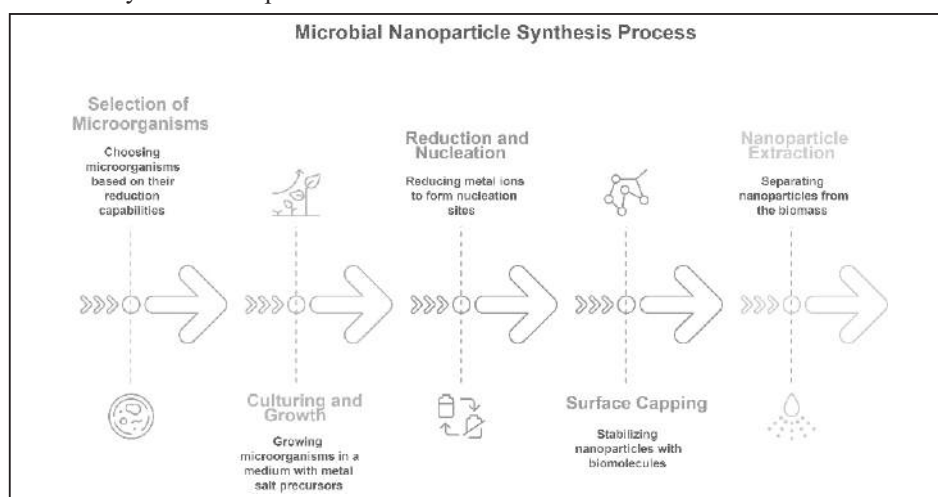 Microbial Nanoparticle Synthesis Process
Selection of
Microorganisms
Choosing
microorganisms
based on their
reduction
capabilities
Culturing and
Growth
Growing
microorganisms in a
medium with metal
salt precursors
Reduction and
Nucleation
Reducing metal ions
to form nucleation
sites
Surface Capping
Stabilizing
nanoparticles with
biomolecules
Nanoparticle
Extraction
Separating
nanoparticles from
the biomass